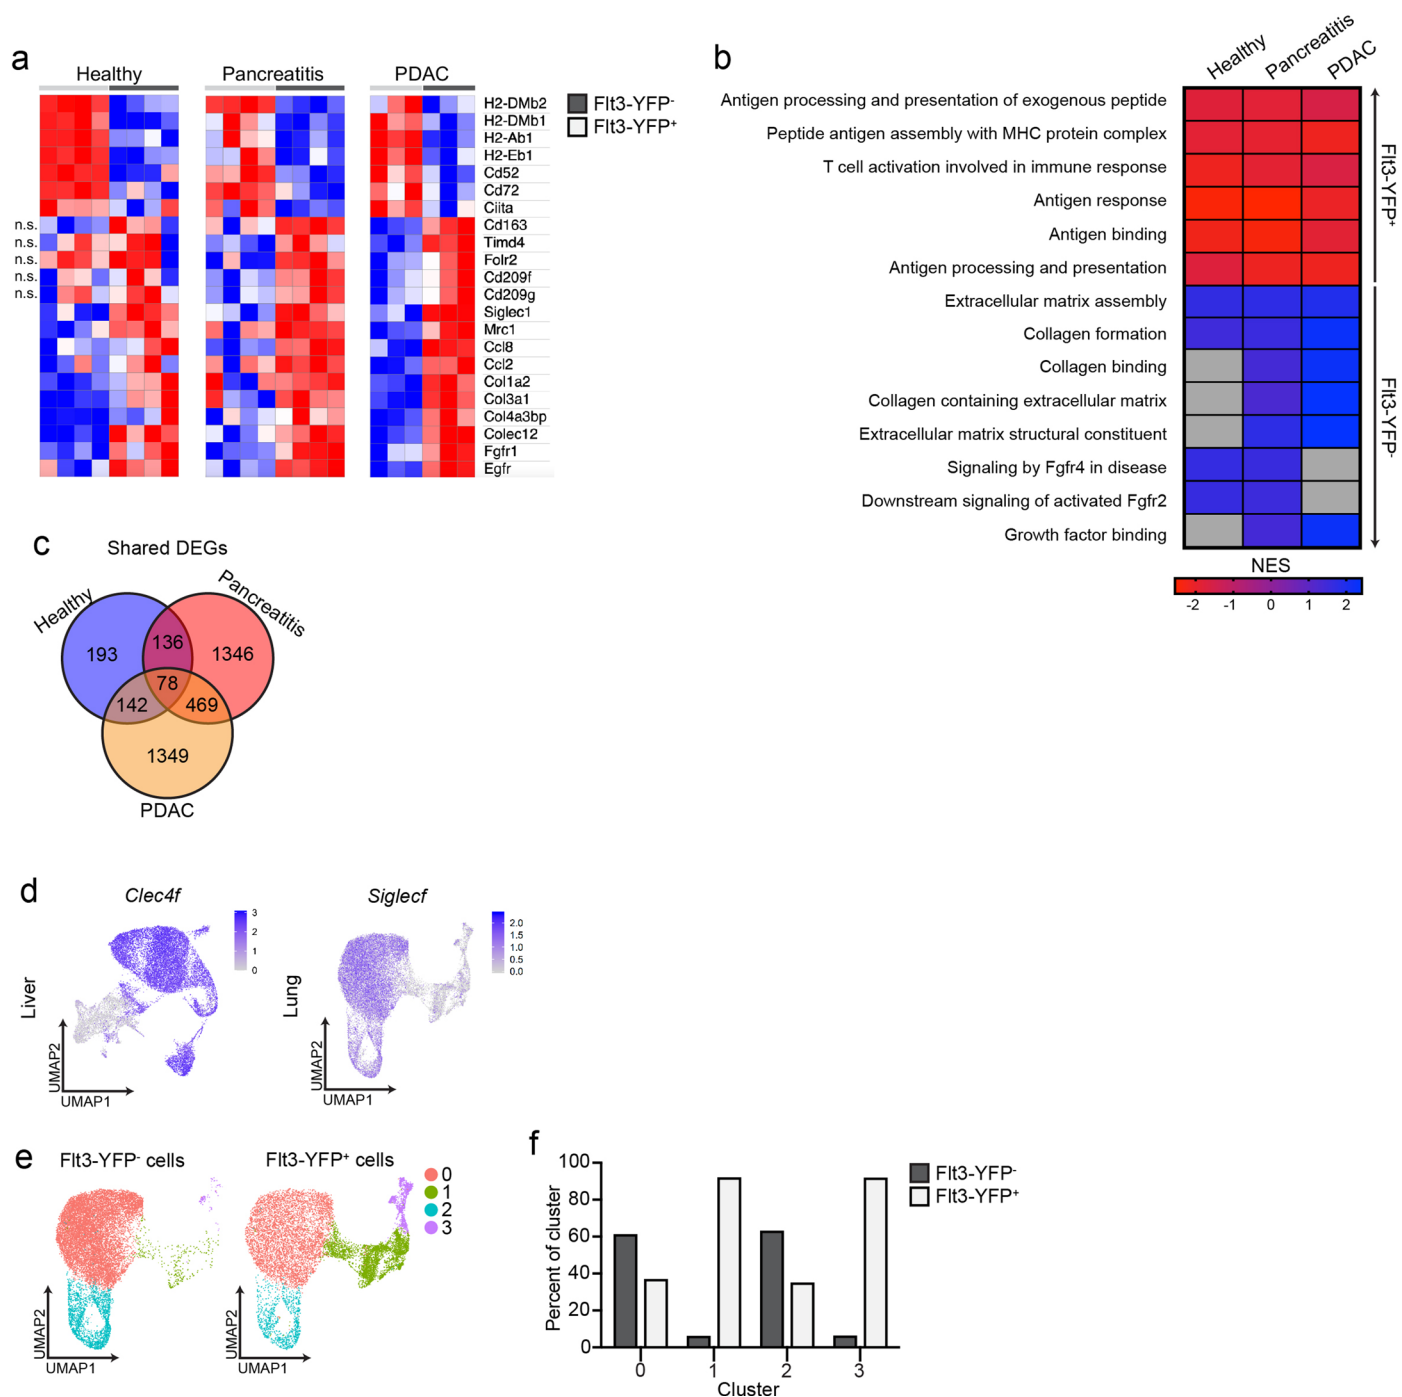 a
Healthy
Pancreatitis
PDAC
H2-DMb2
H2-DMb1
H2-Ab1
H2-Eb1
Cd52
Cd72
Ciita
n.s.
Cd163
n.s.
Timd4
n.s.
Folr2
n.s.
Cd209f
n.s.
Cd209g
Siglec1
Mrc1
Ccl8
Ccl2
Col1a2
Col3a1
Col4a3bp
Colec12
Fgfr1
Egfr
Flt3-YFP-
Flt3-YFP+
b
Healthy
Pancreatitis
PDAC
Antigen processing and presentation of exogenous peptide
Peptide antigen assembly with MHC protein complex
T cell activation involved in immune response
Antigen response
Antigen binding
Antigen processing and presentation
Extracellular matrix assembly
Collagen formation
Collagen binding
Collagen containing extracellular matrix
Extracellular matrix structural constituent
Signaling by Fgfr4 in disease
Downstream signaling of activated Fgfr2
Growth factor binding
Flt3-YFP+
Flt3-YFP-
NES
-2 -1 0 1 2
c
Shared DEGs
Healthy
Pancreatitis
193
136
1346
78
142
469
1349
PDAC
d
Clec4f
3
2
1
0
Liver
UMAP2
UMAP1
Siglecf
2.0
1.5
1.0
0.5
0.0
Lung
UMAP2
UMAP1
e
Flt3-YFP- cells
Flt3-YFP+ cells
0
1
2
3
UMAP2
UMAP1
UMAP2
UMAP1
f
100
80
60
40
20
0
Percent of cluster
0 1 2 3
Cluster
Flt3-YFP-
Flt3-YFP+